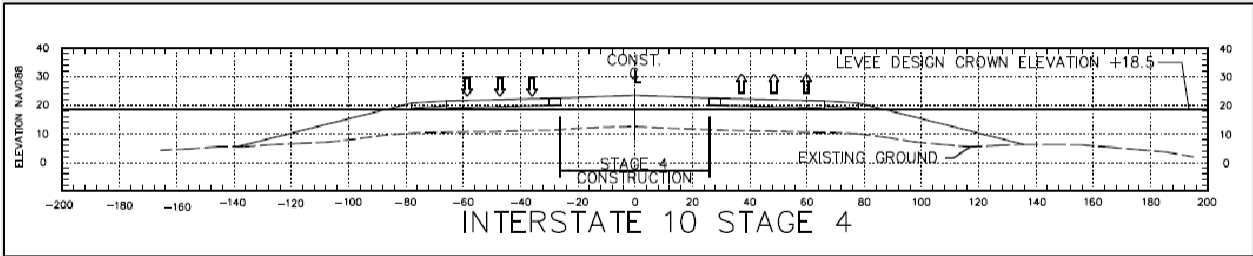 40
30
20
10
0
ELEVATION NAVD88
CONST.
℄
LEVEE DESIGN CROWN ELEVATION +18.5
40
30
20
10
0
EXISTING GROUND
STAGE 4
CONSTRUCTION
-200 -180 -160 -140 -120 -100 -80 -60 -40 -20 0 20 40 60 80 100 120 140 160 180 200
INTERSTATE 10 STAGE 4